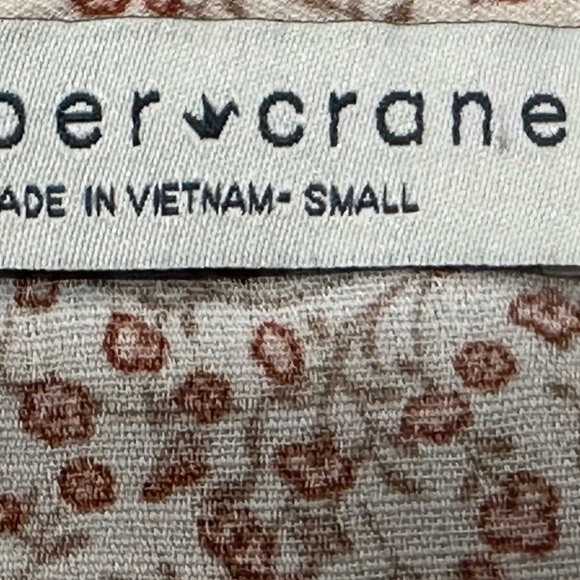 per crane
ADE IN VIETNAM- SMALL